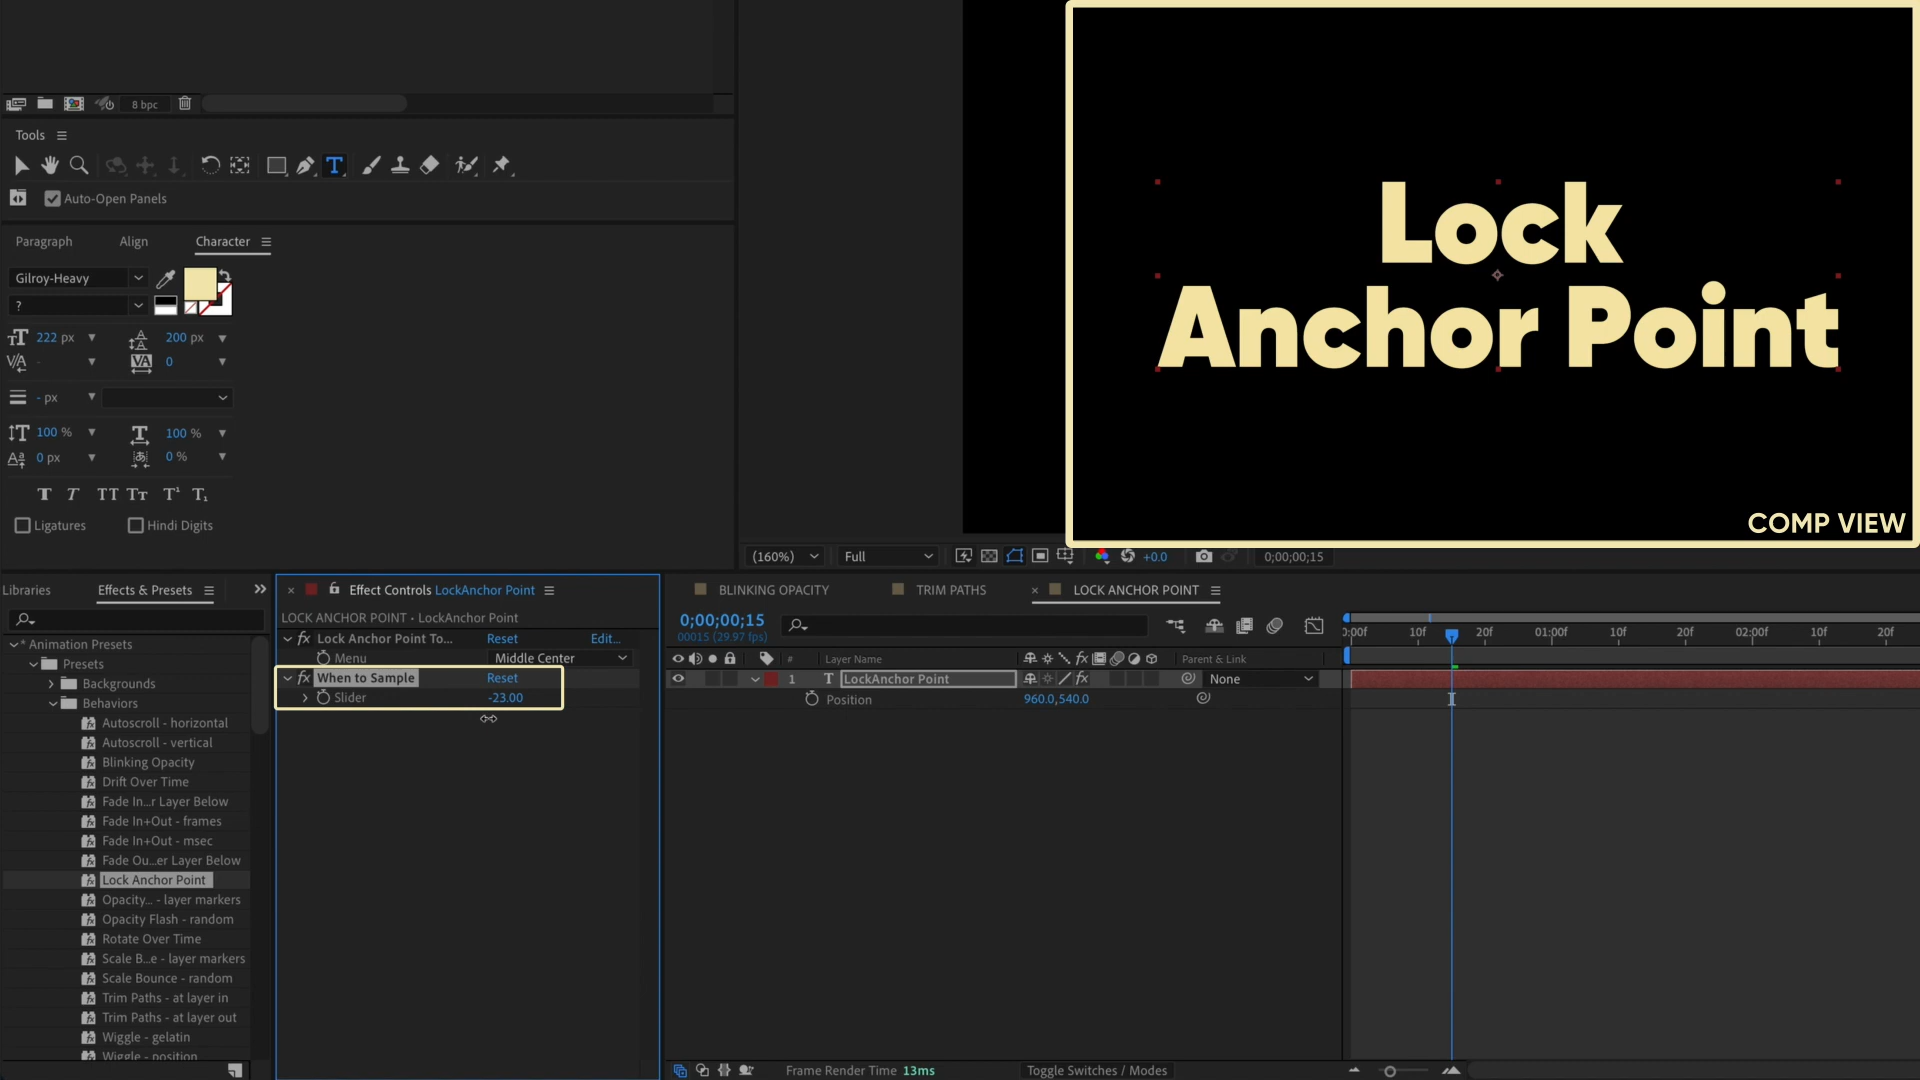 8 bpc
Tools
Auto-Open Panels
Paragraph Align Character
Gilroy-Heavy
?
222 px 200 px
- 0
- px
100 % 100 %
0 px 0 %
T T TT Tт T¹ T₁
Ligatures Hindi Digits
Lock
Anchor Point
COMP VIEW
(160%) Full +0.0 0;00;00;15
Libraries Effects & Presets
* Animation Presets
Presets
Backgrounds
Behaviors
Autoscroll - horizontal
Autoscroll - vertical
Blinking Opacity
Drift Over Time
Fade In...r Layer Below
Fade In+Out - frames
Fade In+Out - msec
Fade Ou...er Layer Below
Lock Anchor Point
Opacity... - layer markers
Opacity Flash - random
Rotate Over Time
Scale B...e - layer markers
Scale Bounce - random
Trim Paths - at layer in
Trim Paths - at layer out
Wiggle - gelatin
Wiggle - position
Effect Controls LockAnchor Point
LOCK ANCHOR POINT • LockAnchor Point
fx Lock Anchor Point To... Reset Edit...
Menu Middle Center
fx When to Sample Reset
Slider -23.00
BLINKING OPACITY TRIM PATHS LOCK ANCHOR POINT
0;00;00;15
00015 (29.97 fps)
# Layer Name fx Parent & Link
1 T LockAnchor Point fx None
Position 960.0,540.0
0:00f 10f 20f 01:00f 10f 20f 02:00f 10f 20f
Frame Render Time 13ms Toggle Switches / Modes